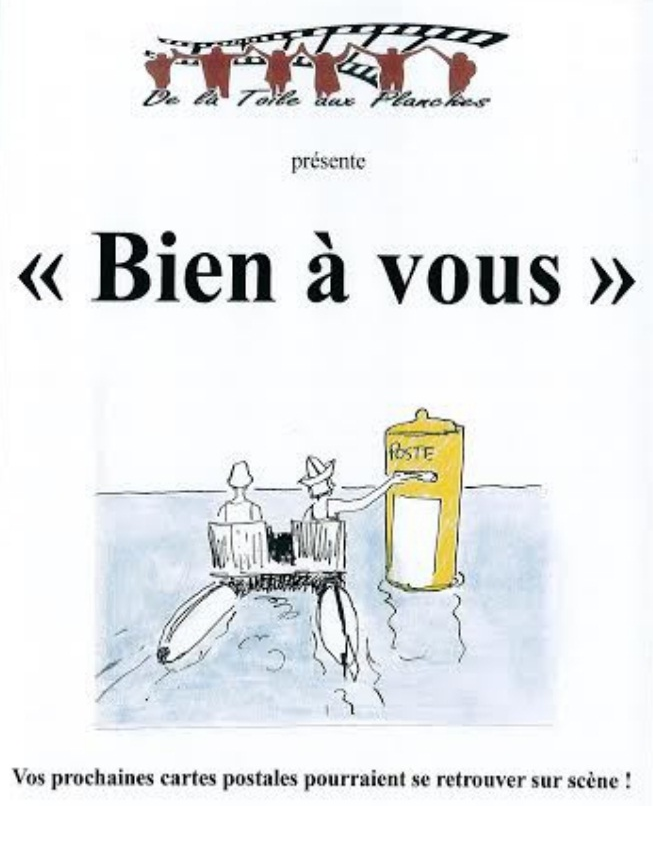 De la Toile aux Planches
présente
« Bien à vous »
POSTE
Vos prochaines cartes postales pourraient se retrouver sur scène !